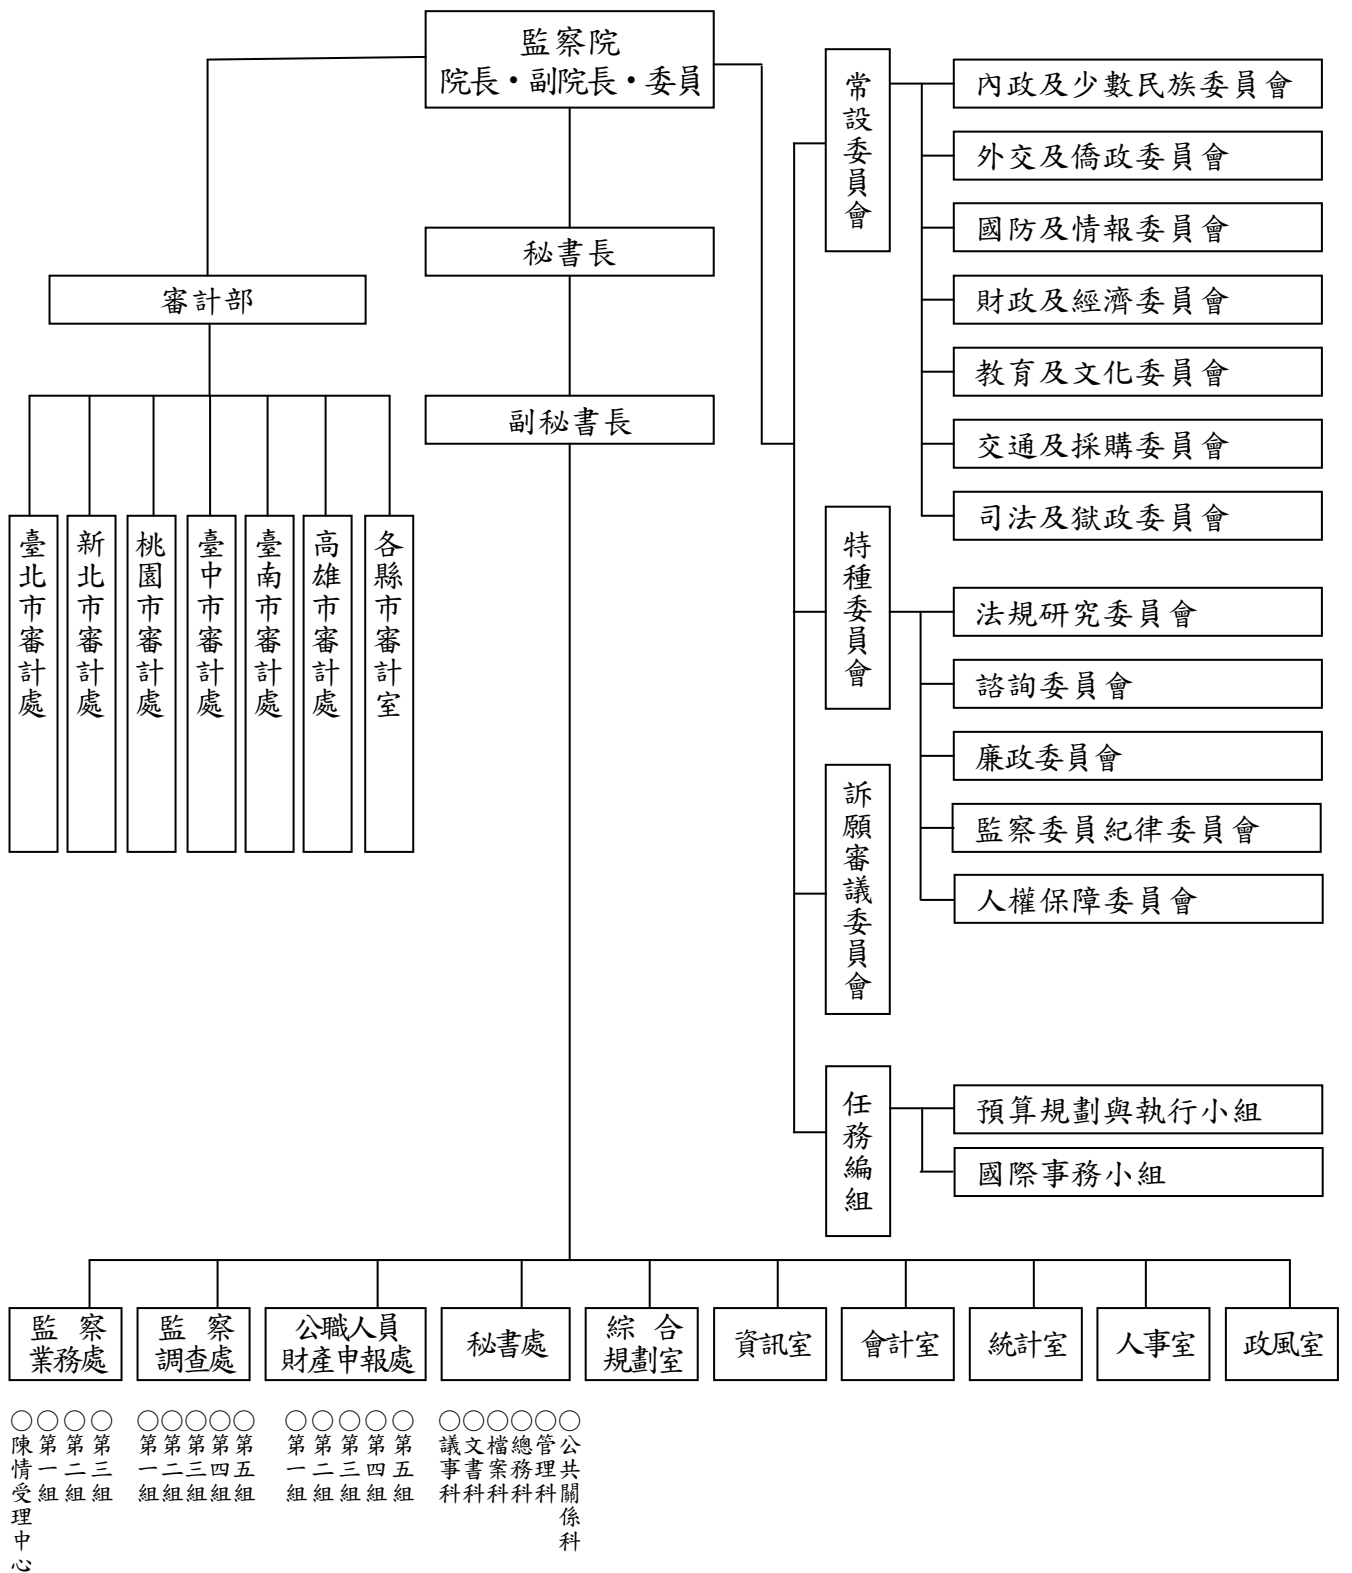 監察院
院長・副院長・委員
秘書長
副秘書長
審計部
臺北市審計處
新北市審計處
桃園市審計處
臺中市審計處
臺南市審計處
高雄市審計處
各縣市審計室
常設委員會
內政及少數民族委員會
外交及僑政委員會
國防及情報委員會
財政及經濟委員會
教育及文化委員會
交通及採購委員會
司法及獄政委員會
特種委員會
法規研究委員會
諮詢委員會
廉政委員會
監察委員紀律委員會
人權保障委員會
訴願審議委員會
任務編組
預算規劃與執行小組
國際事務小組
監察
業務處
○陳情受理中心
○第一組
○第二組
○第三組
監察
調查處
○第一組
○第二組
○第三組
○第四組
○第五組
公職人員
財產申報處
○第一組
○第二組
○第三組
○第四組
○第五組
秘書處
○議事科
○文書科
○檔案科
○總務科
○管理科
○公共關係科
綜合
規劃室
資訊室
會計室
統計室
人事室
政風室